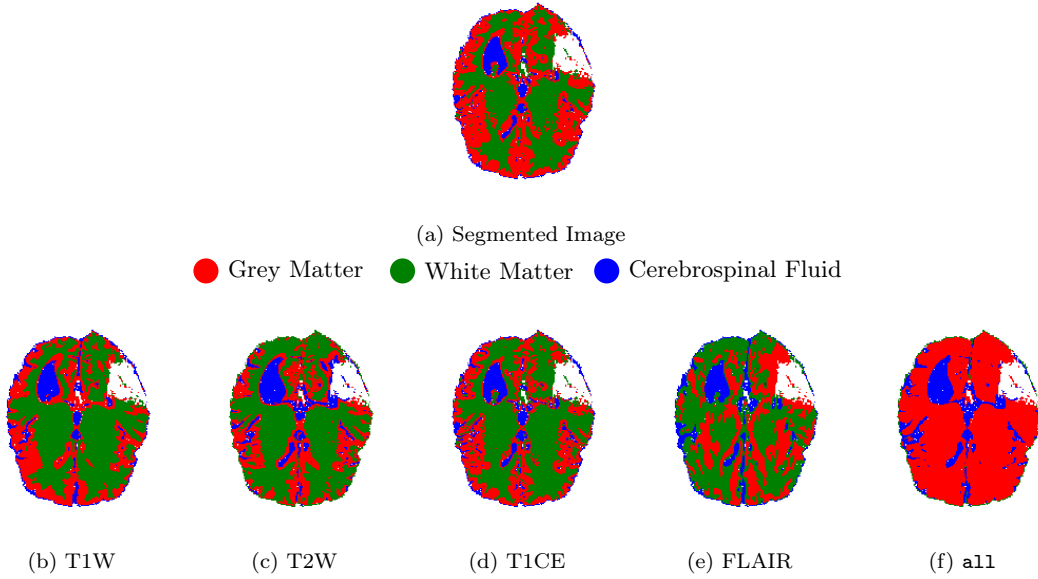 (a) Segmented Image
Grey Matter White Matter Cerebrospinal Fluid
(b) T1W (c) T2W (d) T1CE (e) FLAIR (f) all